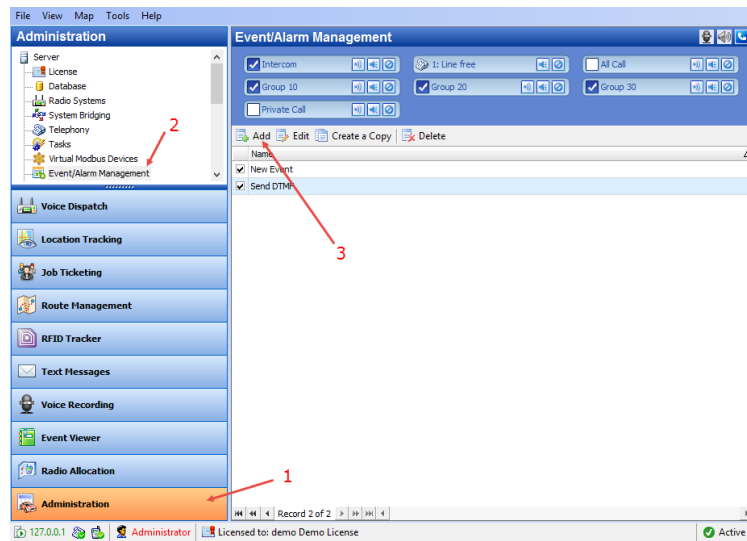 File View Map Tools Help
Administration
Server
License
Database
Radio Systems
System Bridging
Telephony
Tasks
Virtual Modbus Devices
Event/Alarm Management
2
Voice Dispatch
Location Tracking
Job Ticketing
Route Management
RFID Tracker
Text Messages
Voice Recording
Event Viewer
Radio Allocation
Administration
1
Event/Alarm Management
Intercom
1: Line free
All Call
Group 10
Group 20
Group 30
Private Call
Add Edit Create a Copy Delete
Name
New Event
Send DTMF
3
Record 2 of 2
127.0.0.1 Administrator Licensed to: demo Demo License Active